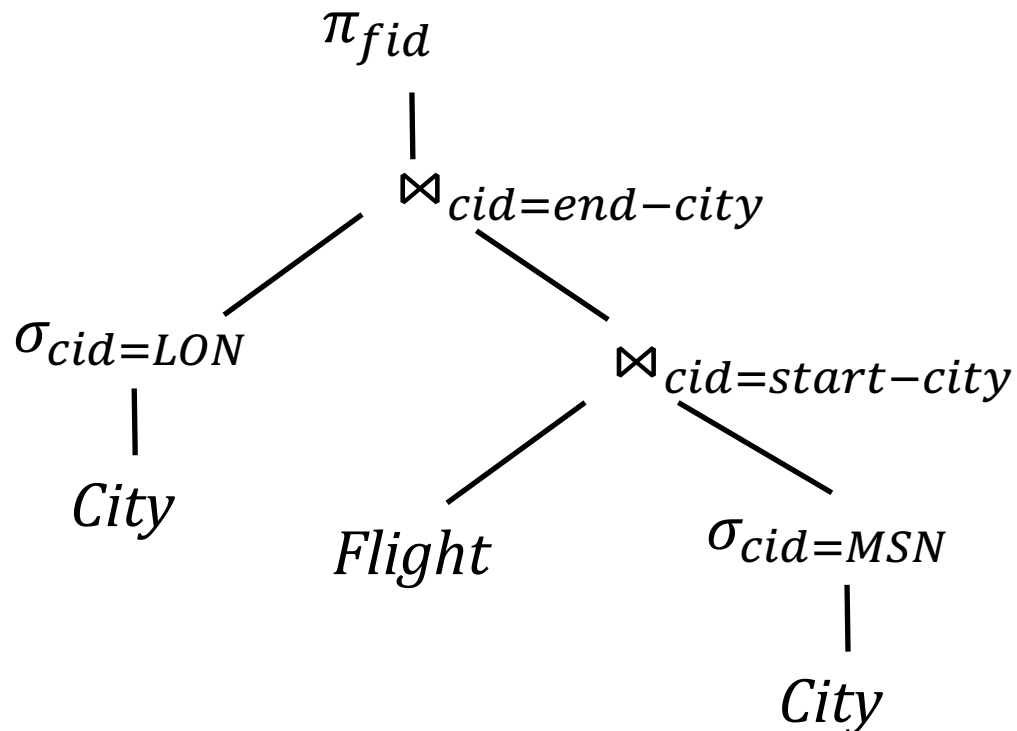 π_fid
⋈_cid=end−city
σ_cid=LON
⋈_cid=start−city
City
Flight
σ_cid=MSN
City